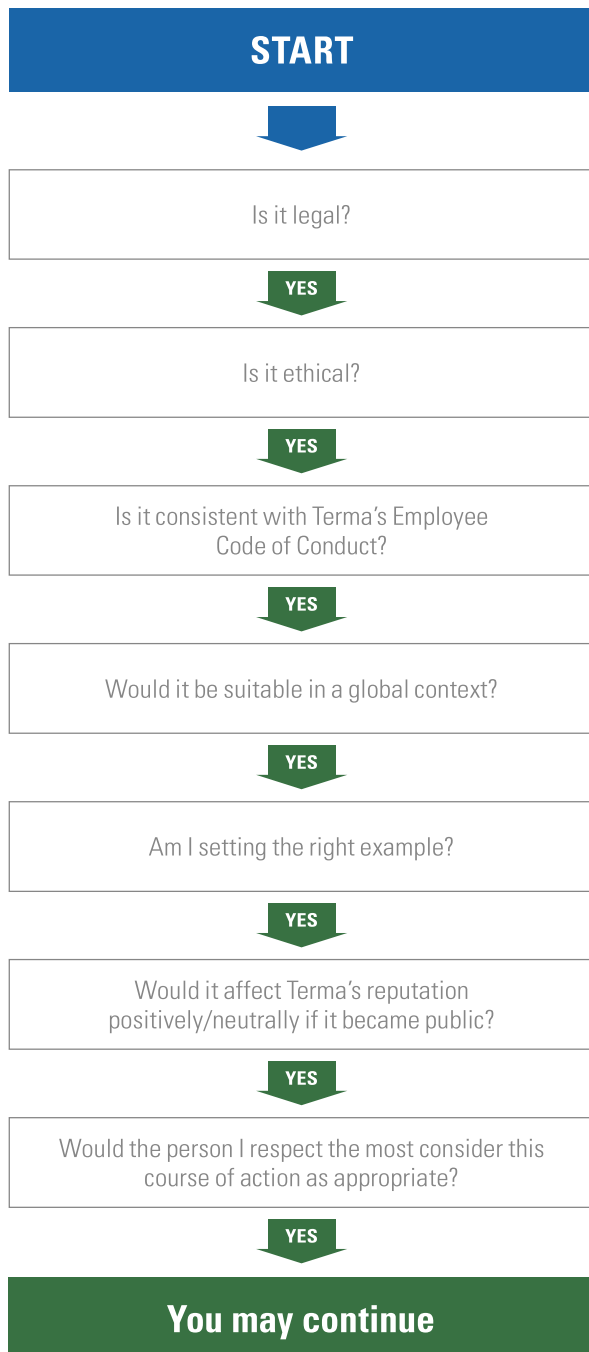 START
Is it legal?
YES
Is it ethical?
YES
Is it consistent with Terma’s Employee
Code of Conduct?
YES
Would it be suitable in a global context?
YES
Am I setting the right example?
YES
Would it affect Terma’s reputation
positively/neutrally if it became public?
YES
Would the person I respect the most consider this
course of action as appropriate?
YES
You may continue